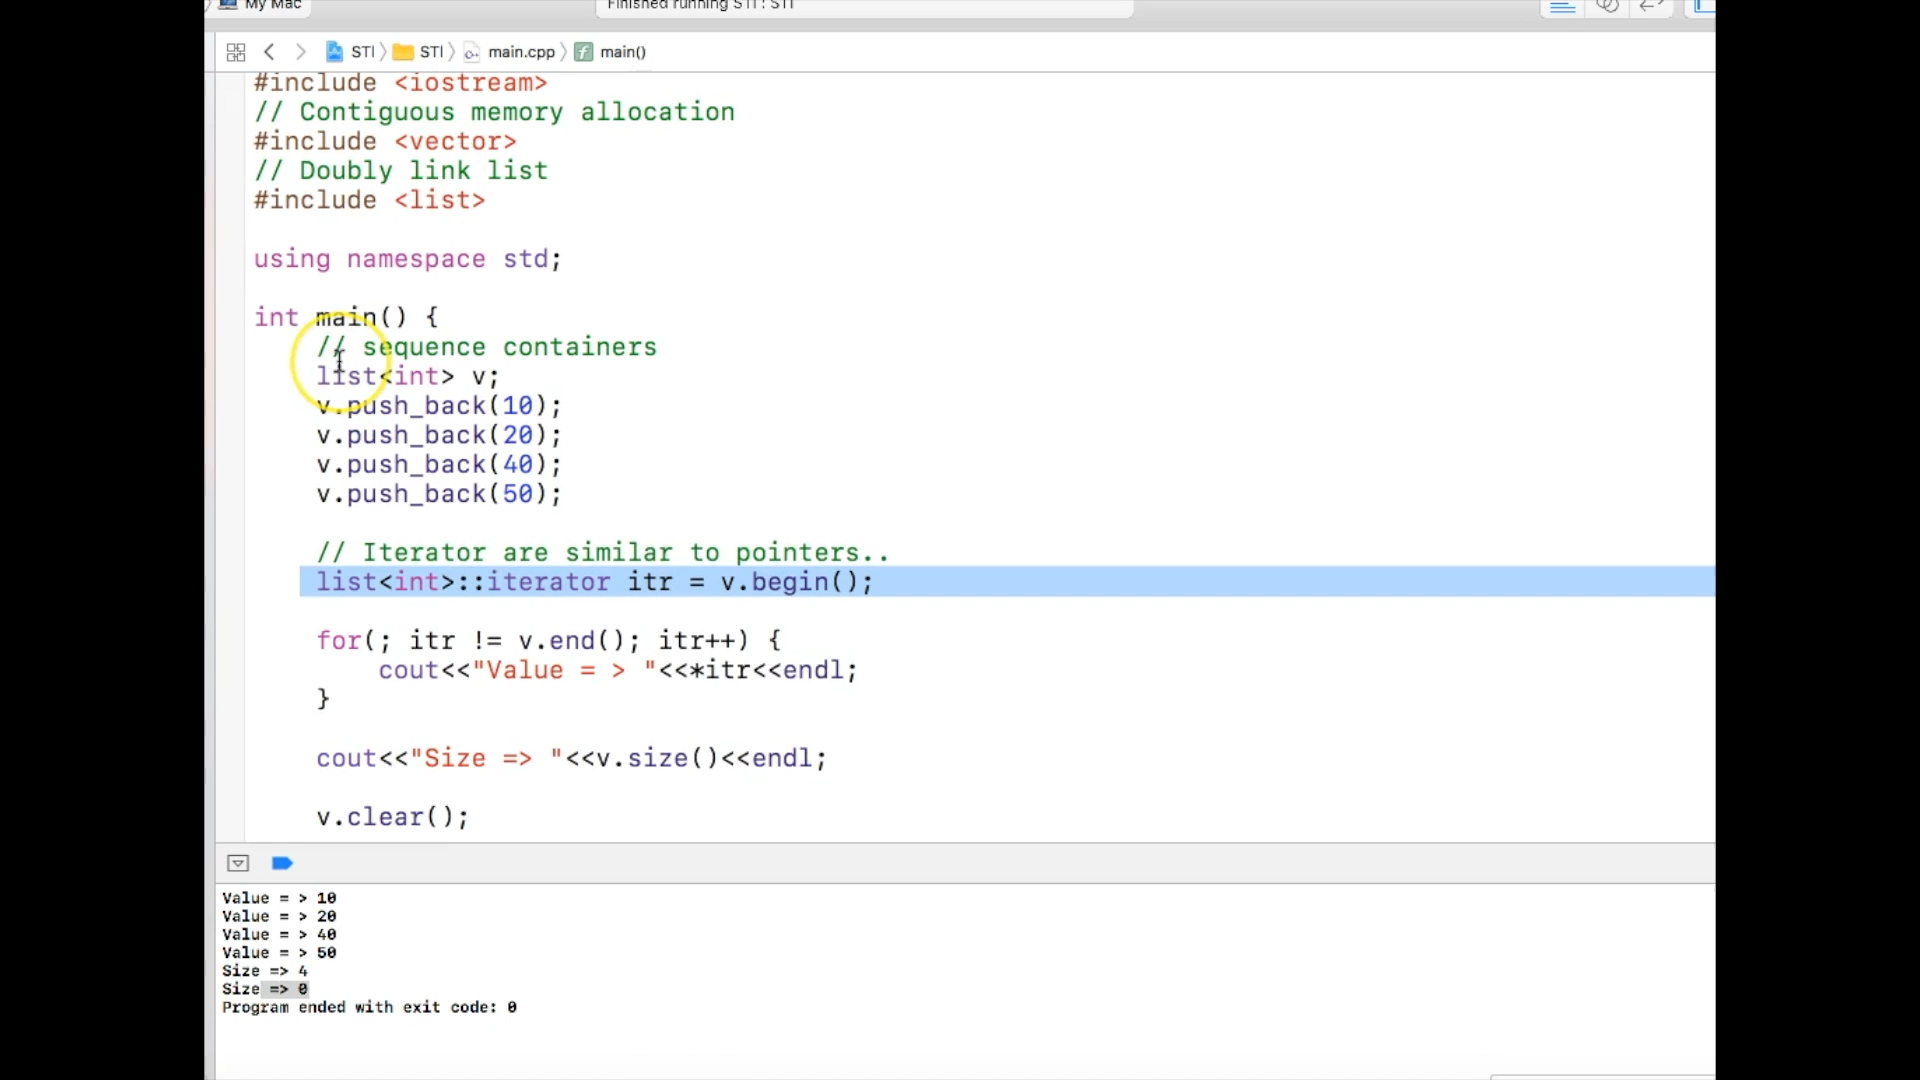 My Mac
Finished running STl : STl
STl 〉 STl 〉 main.cpp 〉 main()
#include <iostream>
// Contiguous memory allocation
#include <vector>
// Doubly link list
#include <list>
using namespace std;
int main() {
// sequence containers
list<int> v;
v.push_back(10);
v.push_back(20);
v.push_back(40);
v.push_back(50);
// Iterator are similar to pointers..
list<int>::iterator itr = v.begin();
for(; itr != v.end(); itr++) {
cout<<"Value = > "<<*itr<<endl;
}
cout<<"Size => "<<v.size()<<endl;
v.clear();
Value = > 10
Value = > 20
Value = > 40
Value = > 50
Size => 4
Size => 0
Program ended with exit code: 0